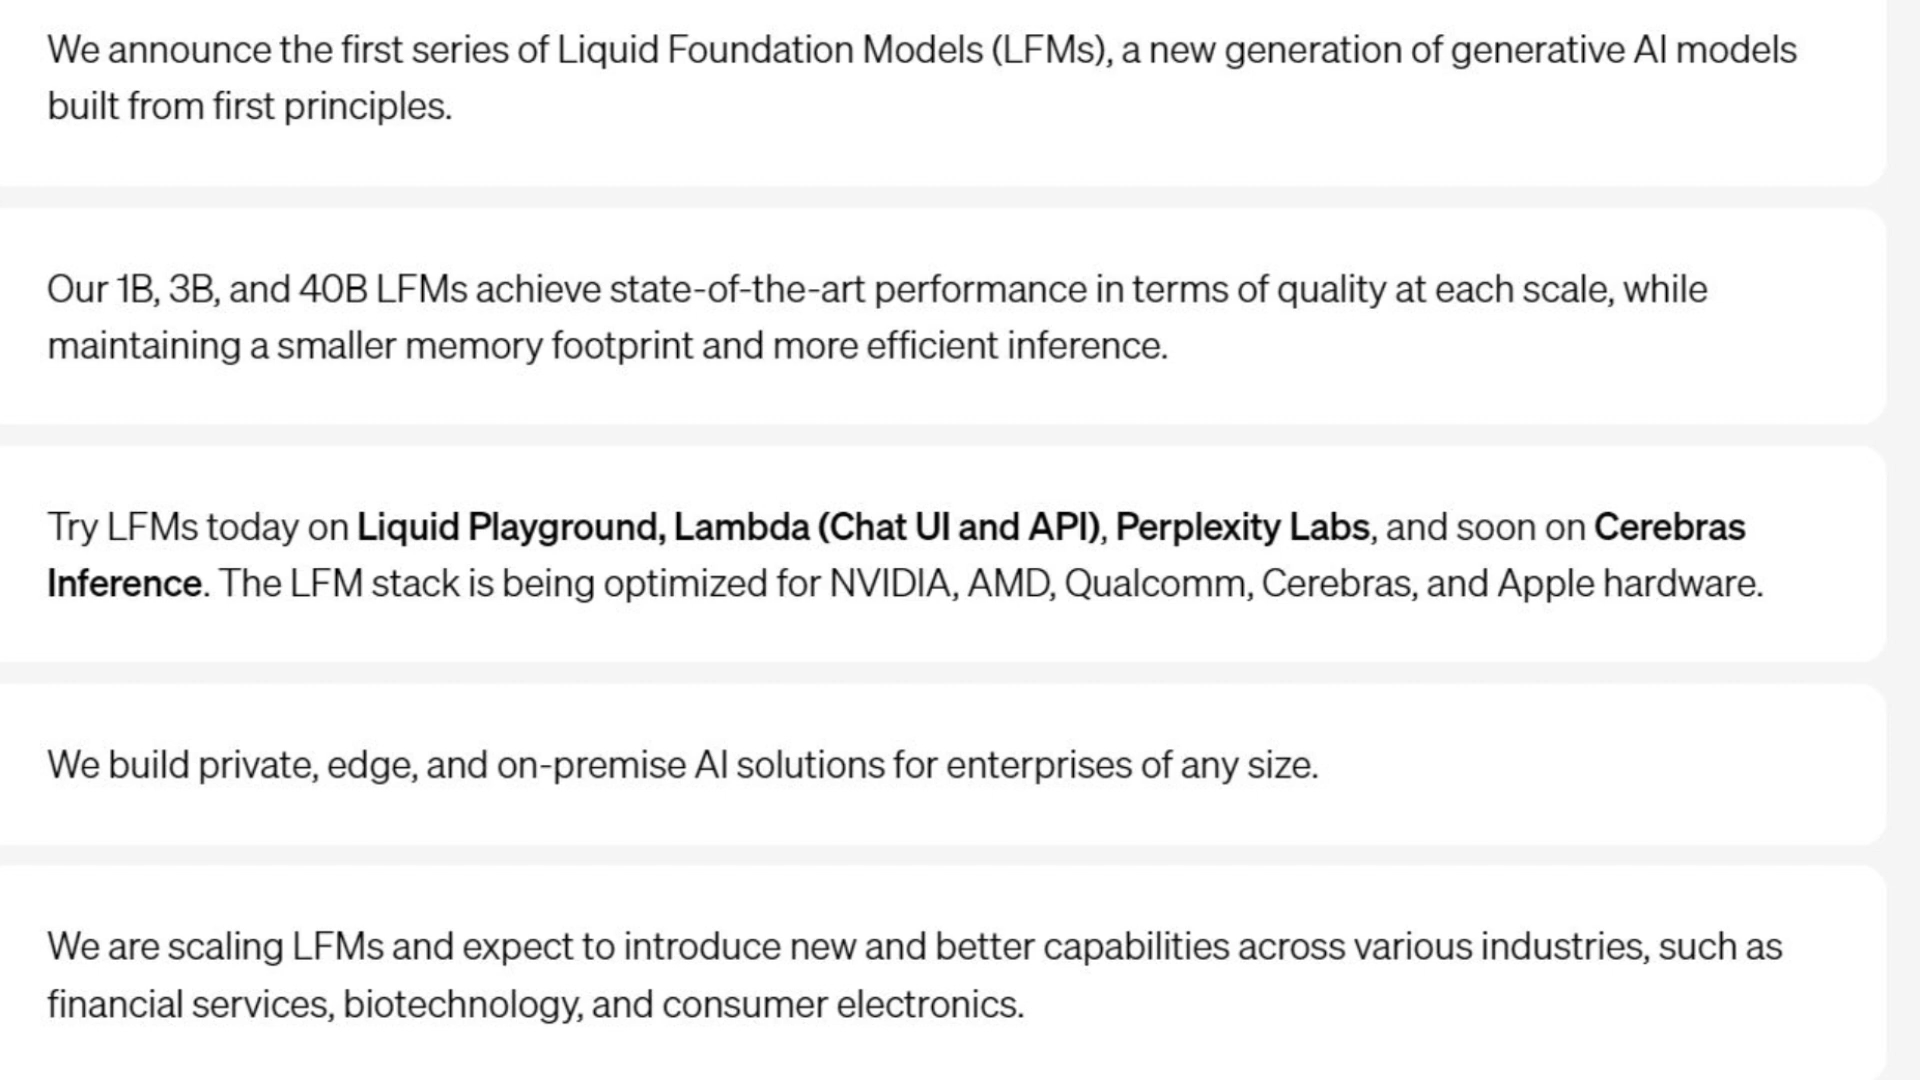 We announce the first series of Liquid Foundation Models (LFMs), a new generation of generative AI models
built from first principles.
Our 1B, 3B, and 40B LFMs achieve state-of-the-art performance in terms of quality at each scale, while
maintaining a smaller memory footprint and more efficient inference.
Try LFMs today on Liquid Playground, Lambda (Chat UI and API), Perplexity Labs, and soon on Cerebras
Inference. The LFM stack is being optimized for NVIDIA, AMD, Qualcomm, Cerebras, and Apple hardware.
We build private, edge, and on-premise AI solutions for enterprises of any size.
We are scaling LFMs and expect to introduce new and better capabilities across various industries, such as
financial services, biotechnology, and consumer electronics.